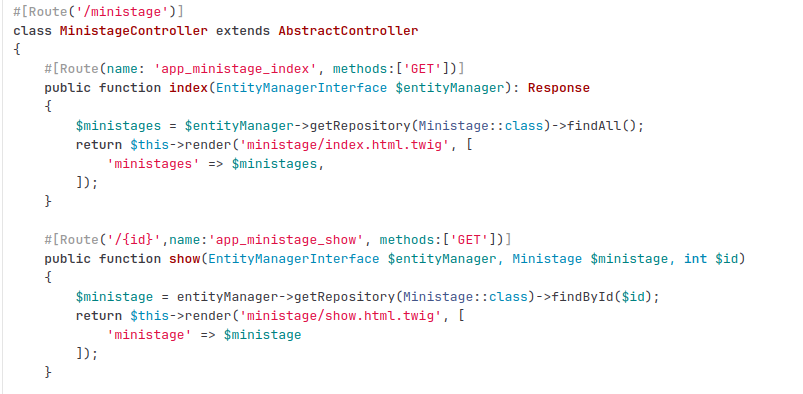 #[Route('/ministage')]
class MinistageController extends AbstractController
{
    #[Route(name: 'app_ministage_index', methods:['GET'])]
    public function index(EntityManagerInterface $entityManager): Response
    {
        $ministages = $entityManager->getRepository(Ministage::class)->findAll();
        return $this->render('ministage/index.html.twig', [
            'ministages' => $ministages,
        ]);
    }

    #[Route('/{id}',name:'app_ministage_show', methods:['GET'])]
    public function show(EntityManagerInterface $entityManager, Ministage $ministage, int $id)
    {
        $ministage = entityManager->getRepository(Ministage::class)->findById($id);
        return $this->render('ministage/show.html.twig', [
            'ministage' => $ministage
        ]);
    }